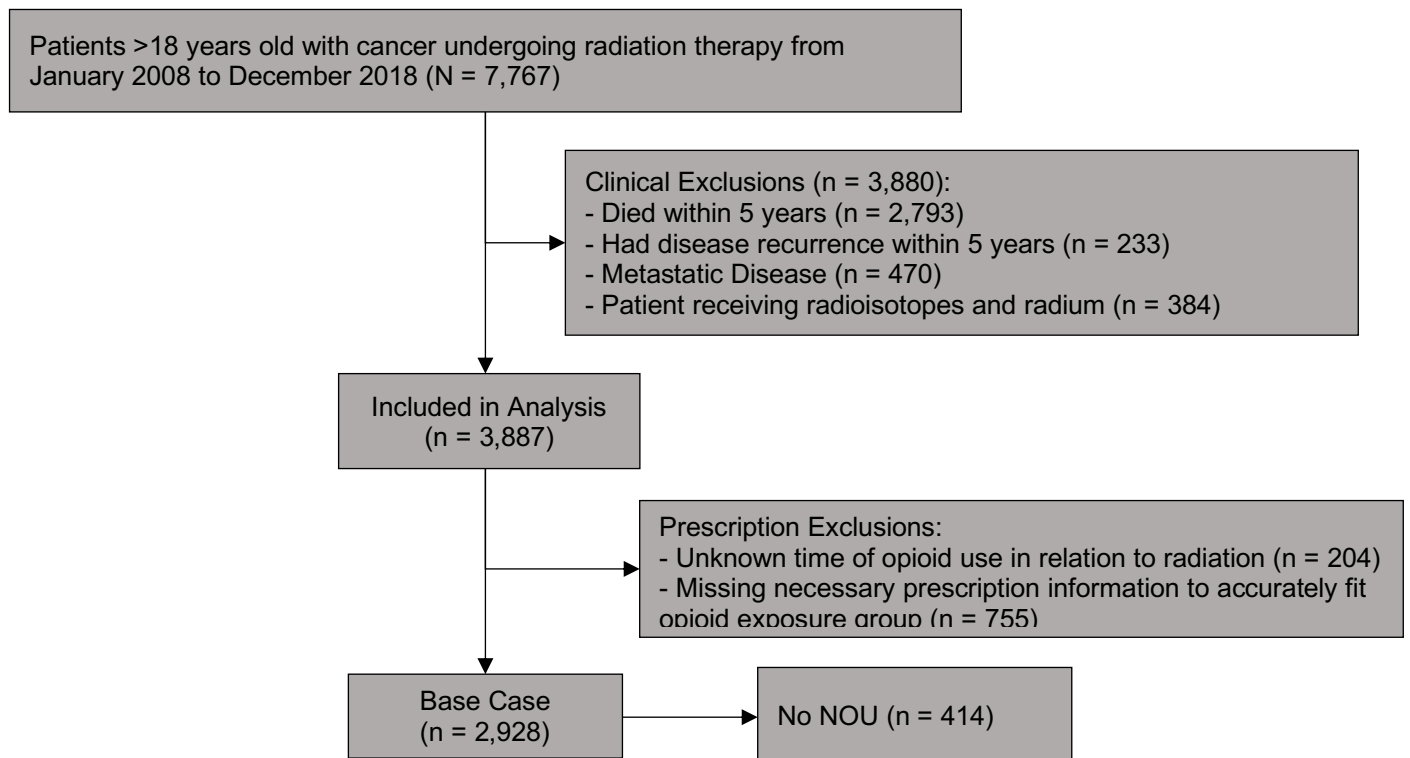 Patients >18 years old with cancer undergoing radiation therapy from
January 2008 to December 2018 (N = 7,767)
Clinical Exclusions (n = 3,880):
- Died within 5 years (n = 2,793)
- Had disease recurrence within 5 years (n = 233)
- Metastatic Disease (n = 470)
- Patient receiving radioisotopes and radium (n = 384)
Included in Analysis
(n = 3,887)
Prescription Exclusions:
- Unknown time of opioid use in relation to radiation (n = 204)
- Missing necessary prescription information to accurately fit
opioid exposure group (n = 755)
Base Case
(n = 2,928)
No NOU (n = 414)